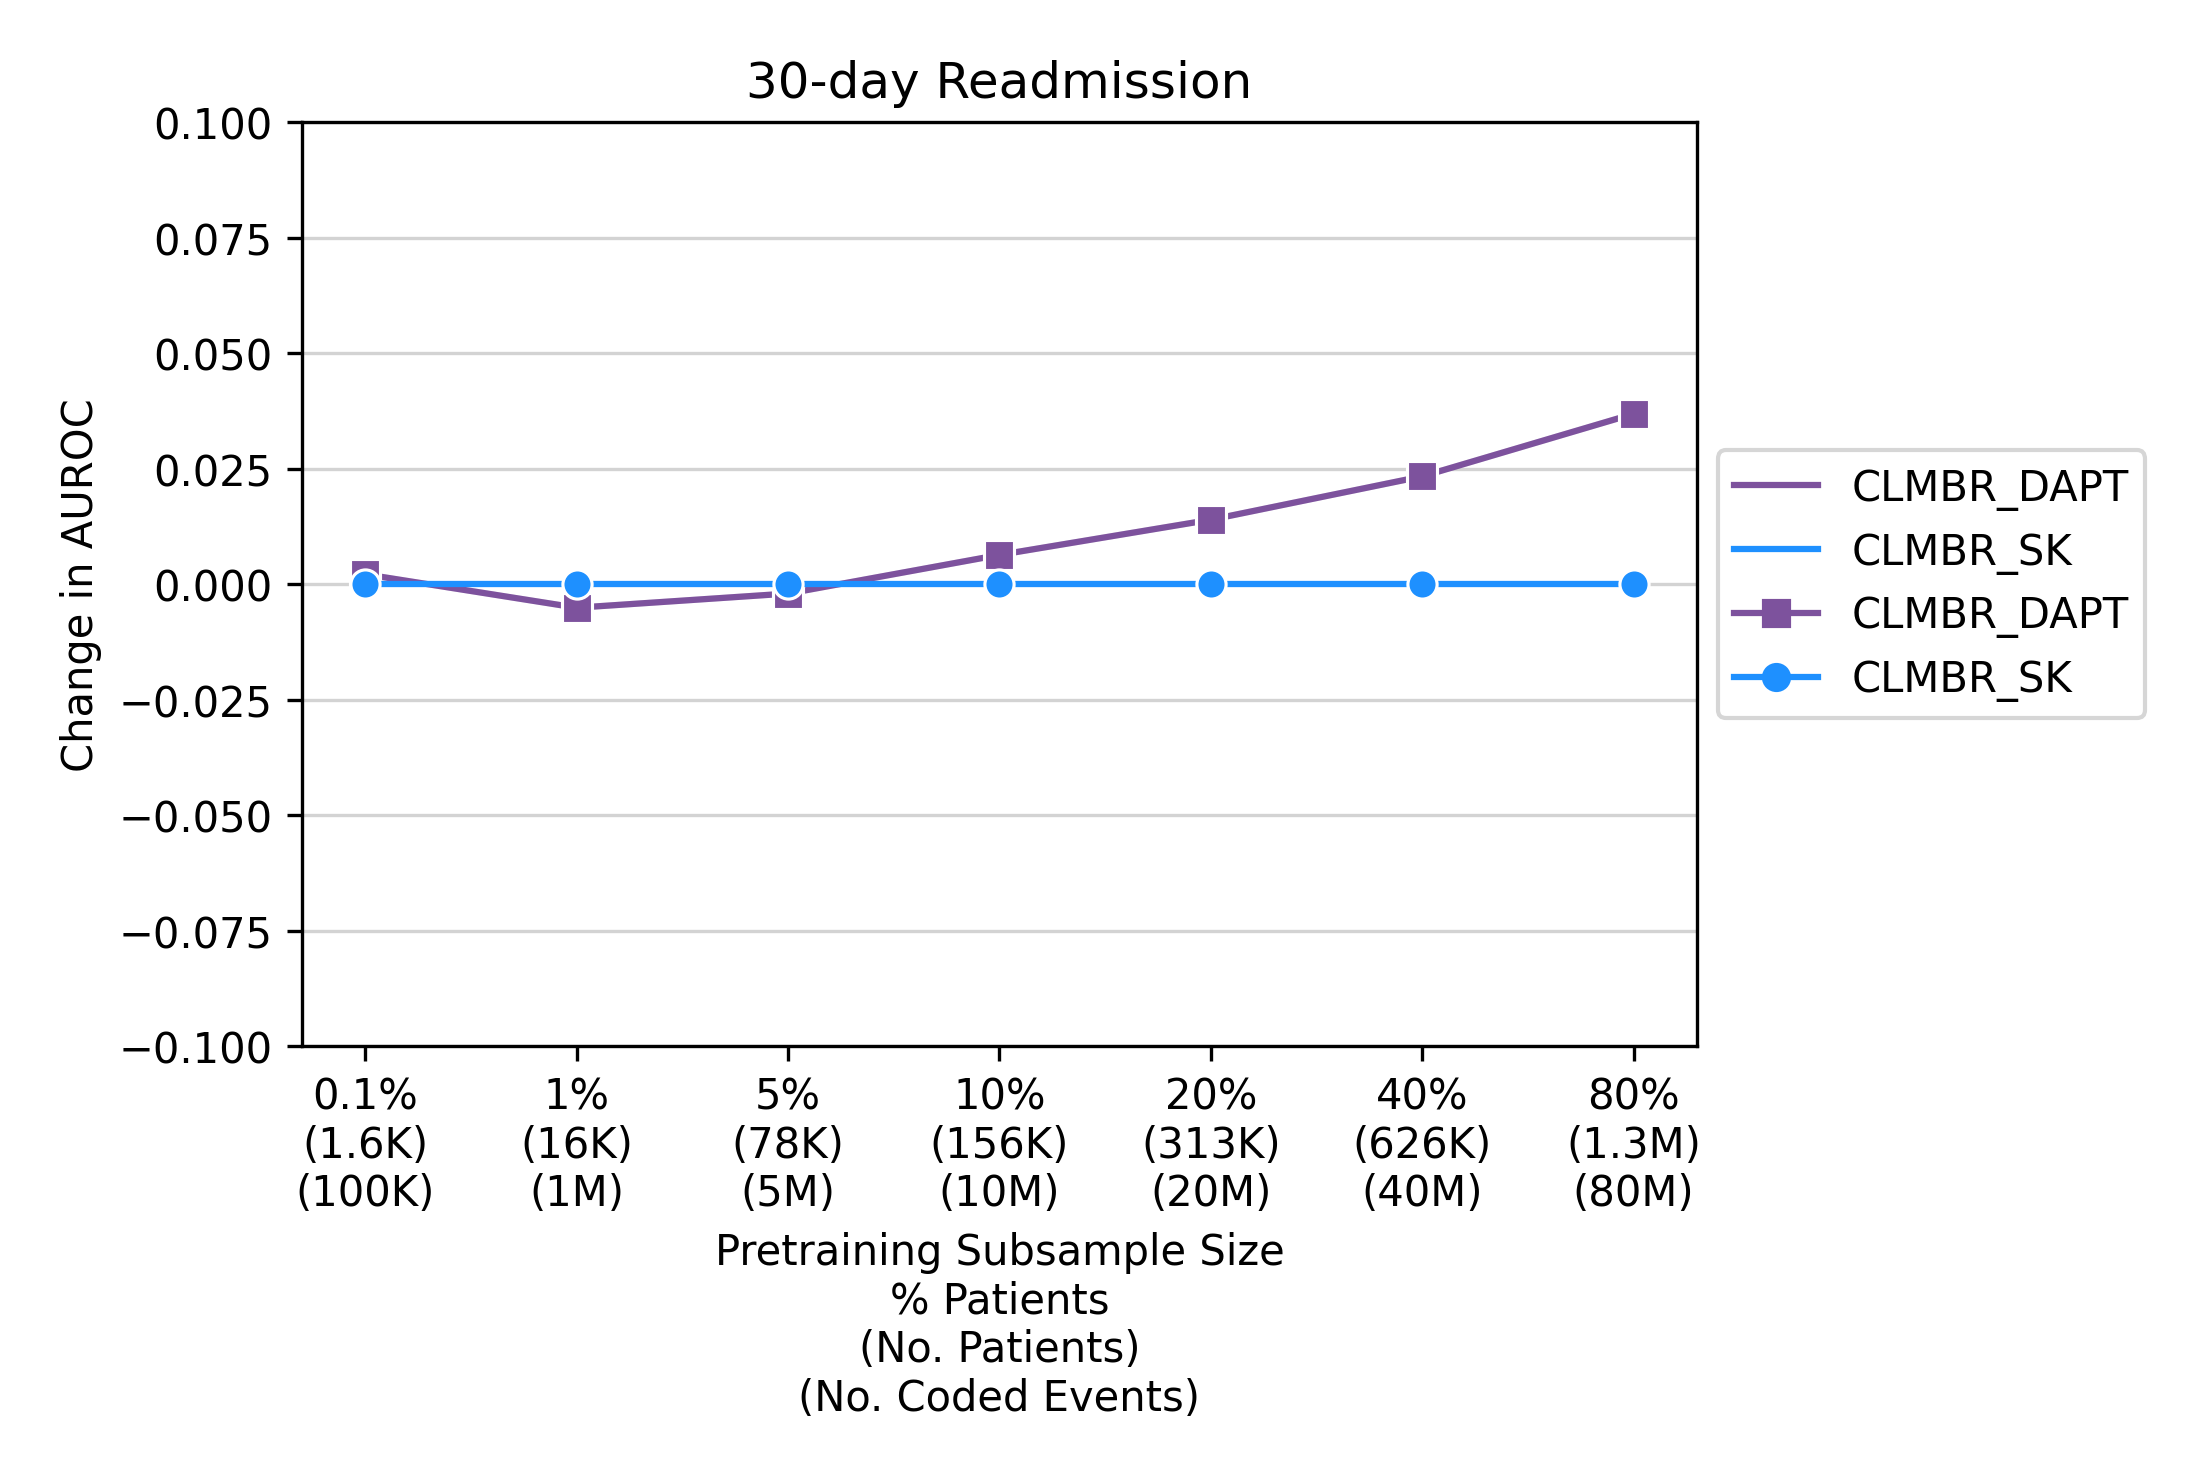 30-day Readmission
0.100
0.075
0.050
0.025
0.000
−0.025
−0.050
−0.075
−0.100
Change in AUROC
CLMBR_DAPT
CLMBR_SK
CLMBR_DAPT
CLMBR_SK
0.1% 1% 5% 10% 20% 40% 80%
(1.6K) (16K) (78K) (156K) (313K) (626K) (1.3M)
(100K) (1M) (5M) (10M) (20M) (40M) (80M)
Pretraining Subsample Size
% Patients
(No. Patients)
(No. Coded Events)